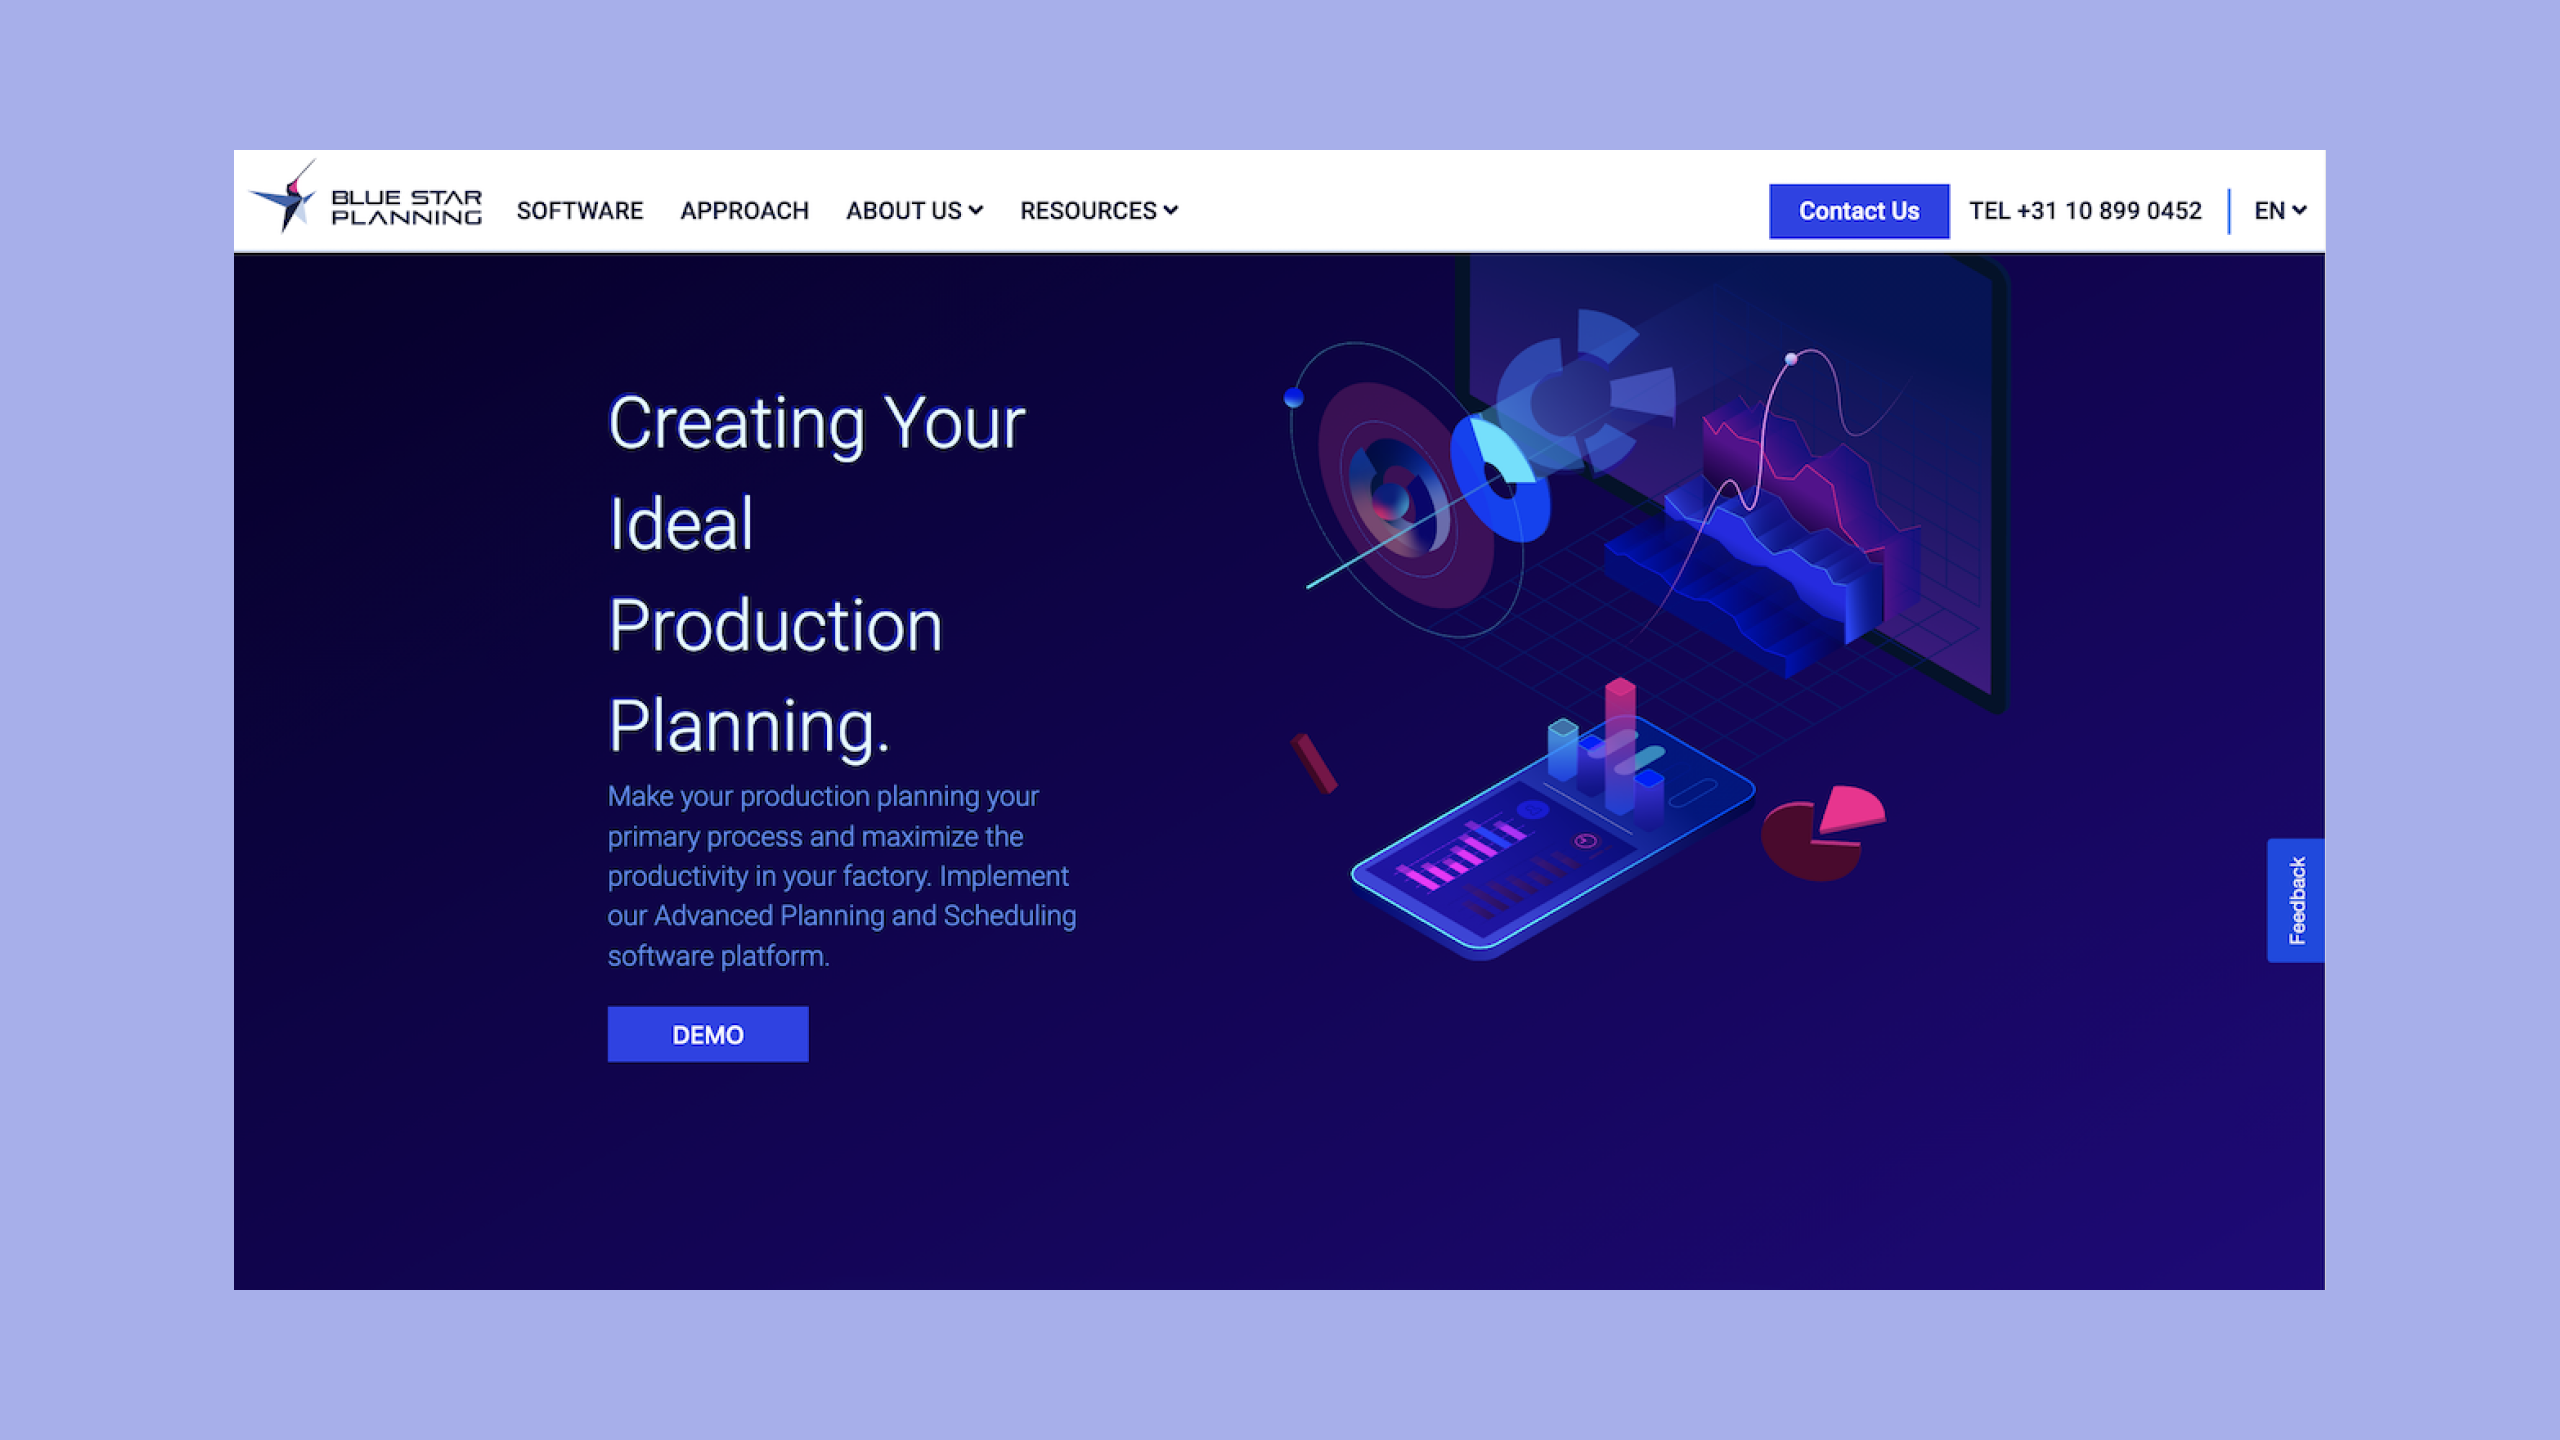 BLUE STAR
PLANNING
SOFTWARE
APPROACH
ABOUT US
RESOURCES
Contact Us
TEL +31 10 899 0452
EN
Creating Your
Ideal
Production
Planning.
Make your production planning your
primary process and maximize the
productivity in your factory. Implement
our Advanced Planning and Scheduling
software platform.
DEMO
Feedback